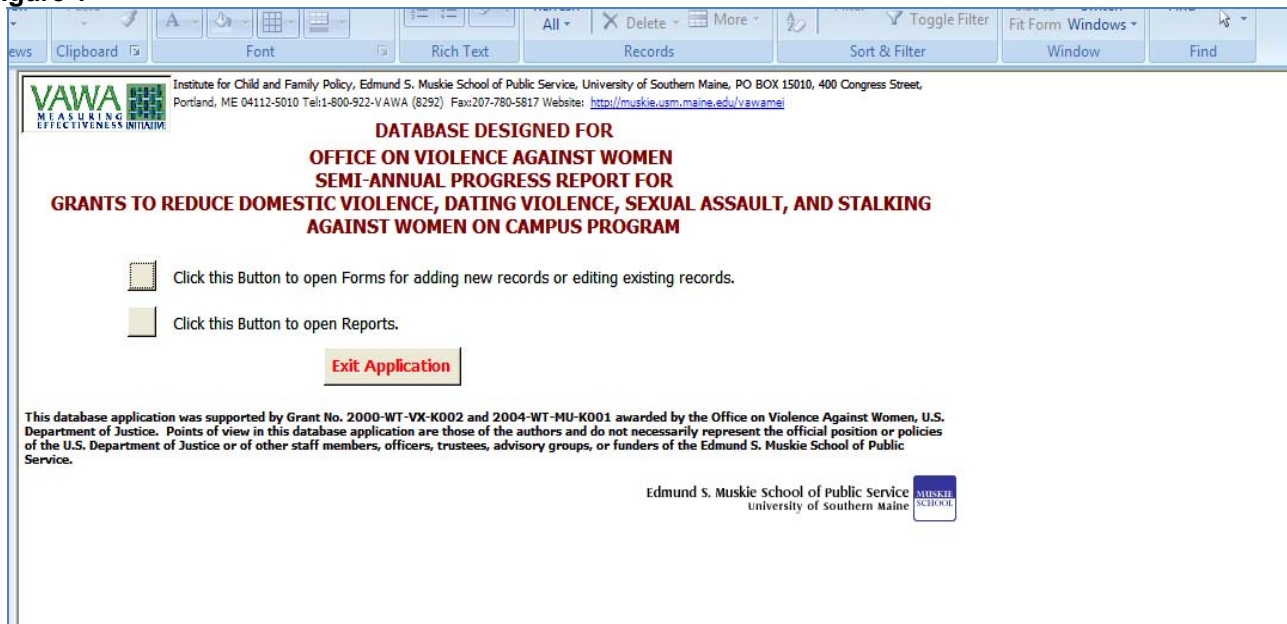 A
All
Delete
More
Toggle Filter
Fit Form Windows
ews Clipboard Font Rich Text Records Sort & Filter Window Find
VAWA
MEASURING
EFFECTIVENESS INITIATIVE
Institute for Child and Family Policy, Edmund S. Muskie School of Public Service, University of Southern Maine, PO BOX 15010, 400 Congress Street,
Portland, ME 04112-5010 Tel:1-800-922-VAWA (8292) Fax:207-780-5817 Website: http://muskie.usm.maine.edu/vawamei
DATABASE DESIGNED FOR
OFFICE ON VIOLENCE AGAINST WOMEN
SEMI-ANNUAL PROGRESS REPORT FOR
GRANTS TO REDUCE DOMESTIC VIOLENCE, DATING VIOLENCE, SEXUAL ASSAULT, AND STALKING
AGAINST WOMEN ON CAMPUS PROGRAM
Click this Button to open Forms for adding new records or editing existing records.
Click this Button to open Reports.
Exit Application
This database application was supported by Grant No. 2000-WT-VX-K002 and 2004-WT-MU-K001 awarded by the Office on Violence Against Women, U.S.
Department of Justice. Points of view in this database application are those of the authors and do not necessarily represent the official position or policies
of the U.S. Department of Justice or of other staff members, officers, trustees, advisory groups, or funders of the Edmund S. Muskie School of Public
Service.
Edmund S. Muskie School of Public Service
University of Southern Maine
MUSKIE
SCHOOL